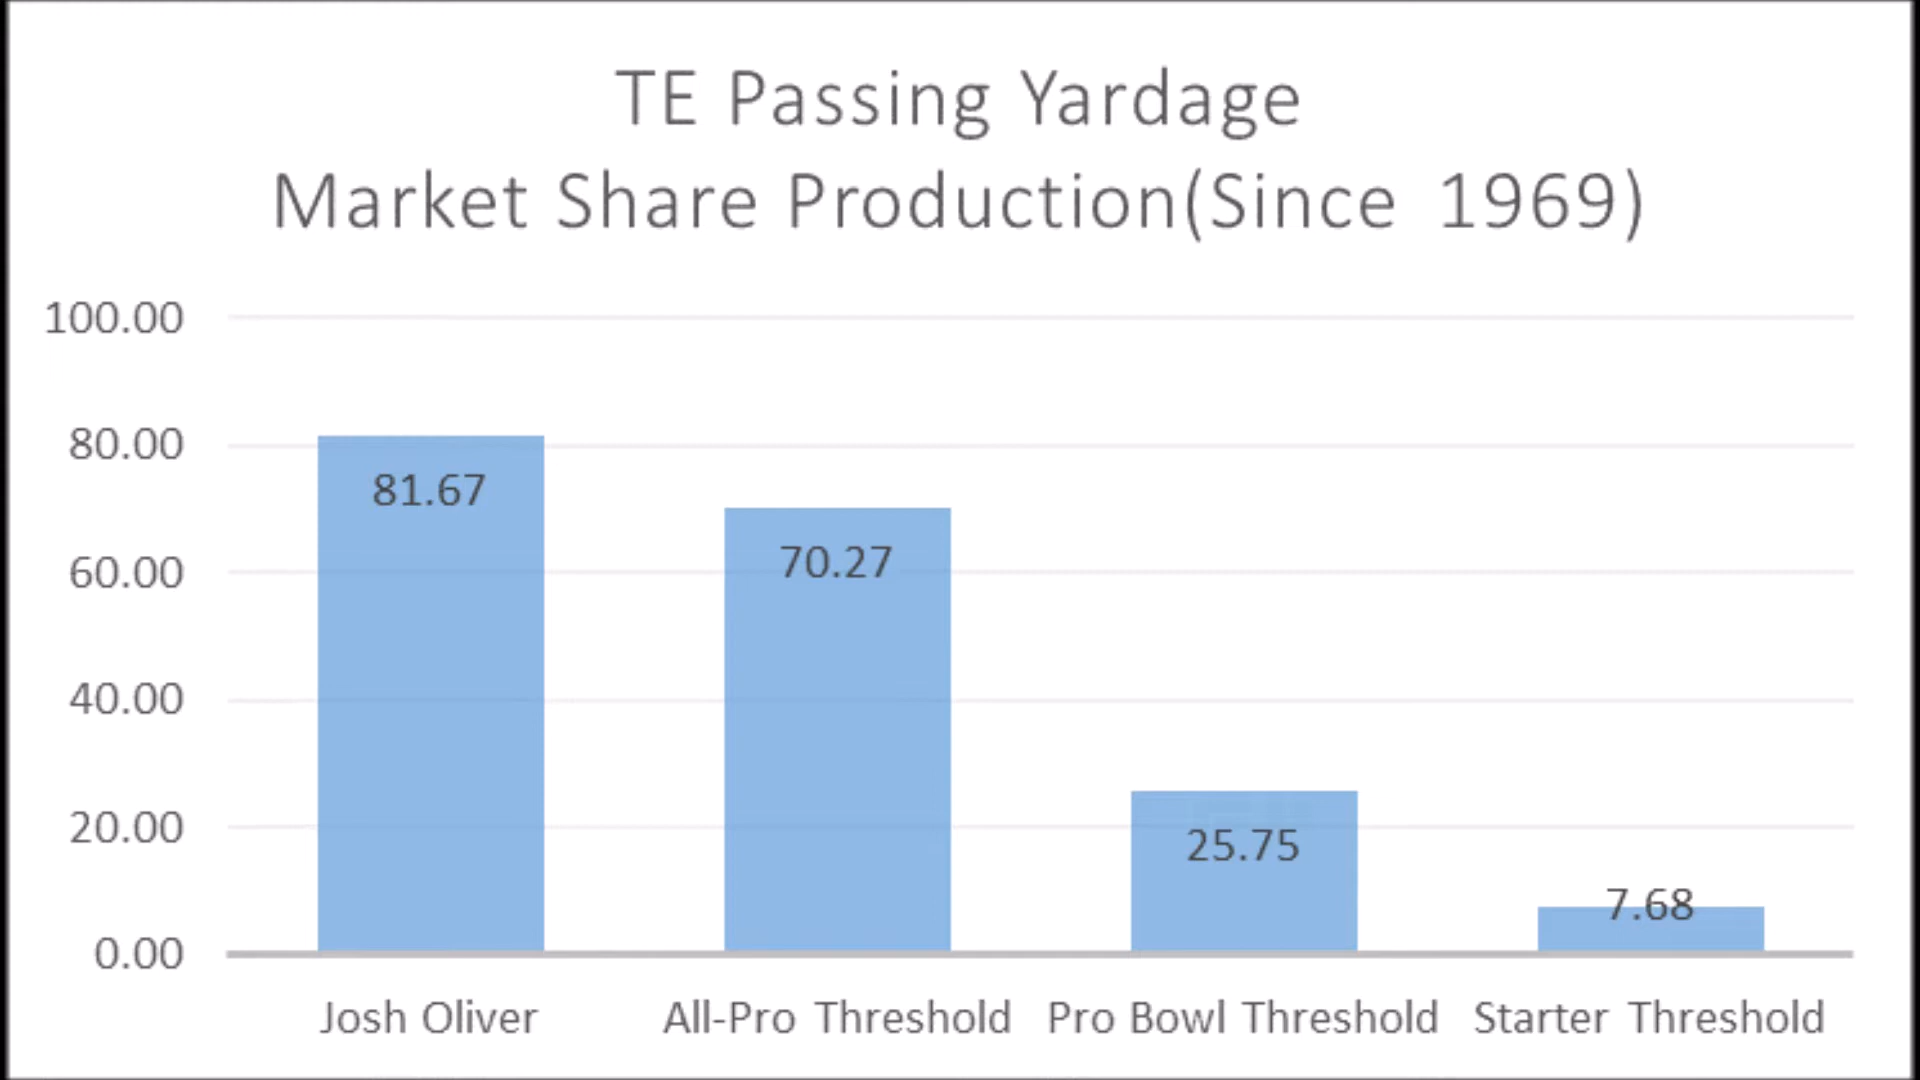 TE Passing Yardage
Market Share Production(Since 1969)
100.00
80.00
60.00
40.00
20.00
0.00
81.67
70.27
25.75
7.68
Josh Oliver
All-Pro Threshold
Pro Bowl Threshold
Starter Threshold